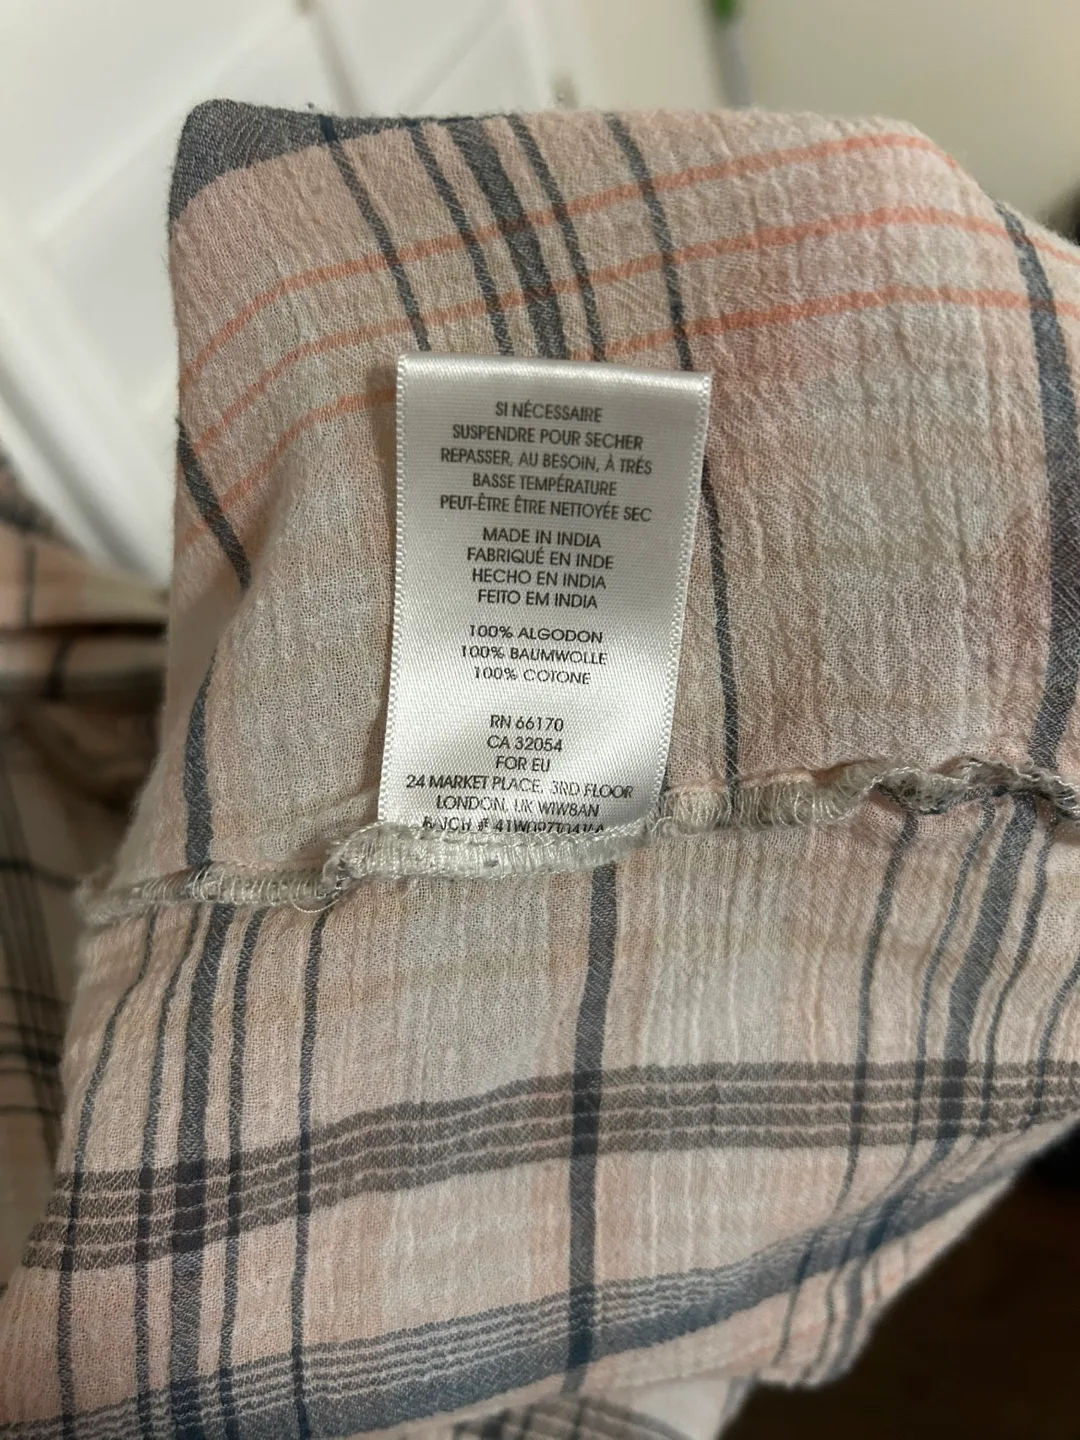 SI NÉCESSAIRE
SUSPENDRE POUR SECHER
REPASSER, AU BESOIN, À TRÉS
BASSE TEMPÉRATURE
PEUT-ÊTRE ÊTRE NETTOYÉE SEC
MADE IN INDIA
FABRIQUÉ EN INDE
HECHO EN INDIA
FEITO EM INDIA
100% ALGODON
100% BAUMWOLLE
100% COTONE
RN 66170
CA 32054
FOR EU
24 MARKET PLACE, 3RD FLOOR
LONDON, UK W1W8AN
BATCH #